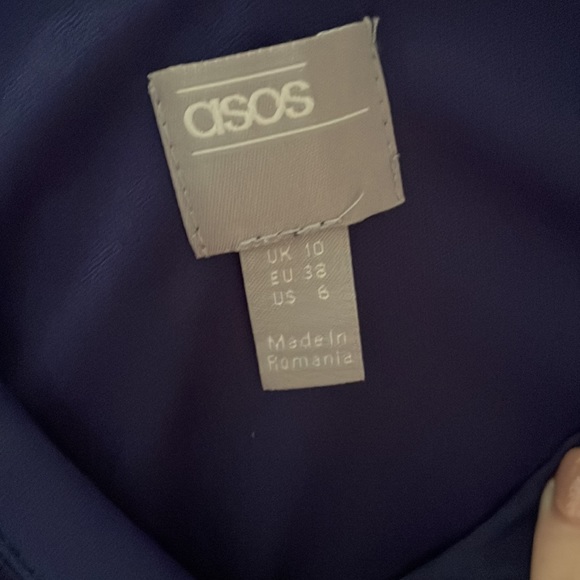 asos
UK 10
EU 38
US 6
Made in
Romania